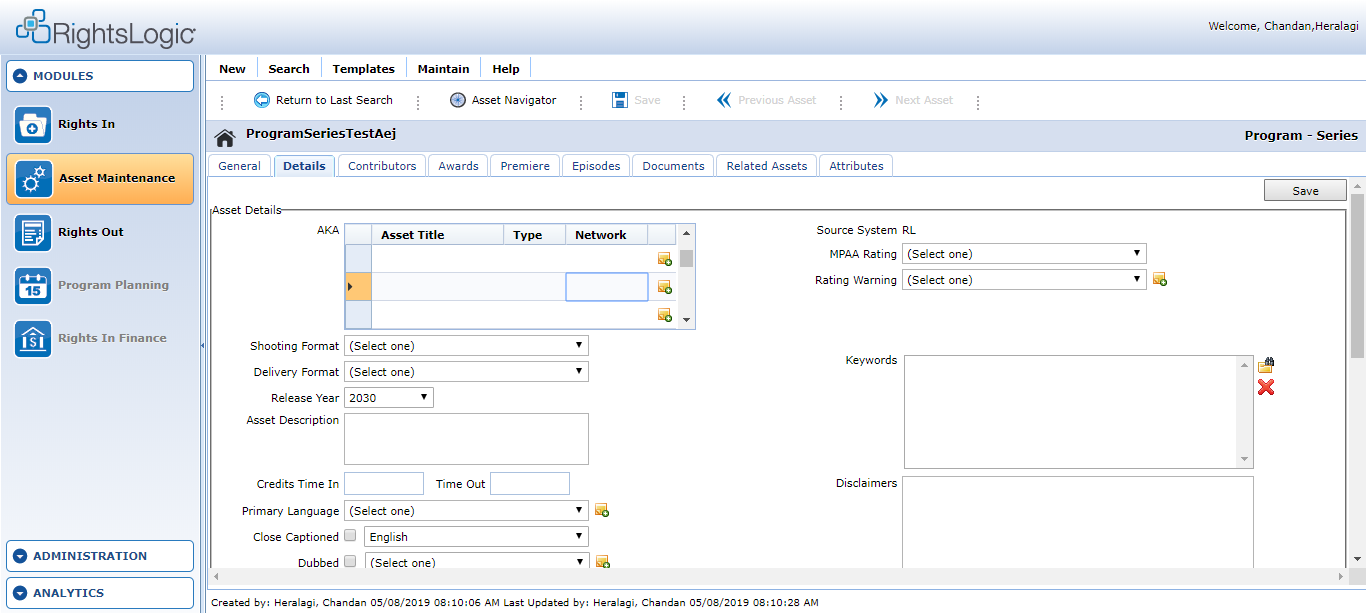 RightsLogic
Welcome, Chandan,Heralagi
MODULES
Rights In
Asset Maintenance
Rights Out
15
Program Planning
$
Rights In Finance
ADMINISTRATION
ANALYTICS
New Search Templates Maintain Help
Return to Last Search Asset Navigator Save Previous Asset Next Asset
ProgramSeriesTestAej
Program - Series
General Details Contributors Awards Premiere Episodes Documents Related Assets Attributes
Save
Asset Details
AKA
Asset Title Type Network
Source System RL
MPAA Rating (Select one)
Rating Warning (Select one)
Shooting Format (Select one)
Delivery Format (Select one)
Release Year 2030
Asset Description
Keywords
Credits Time In Time Out
Disclaimers
Primary Language (Select one)
Close Captioned English
Dubbed (Select one)
Created by: Heralagi, Chandan 05/08/2019 08:10:06 AM Last Updated by: Heralagi, Chandan 05/08/2019 08:10:28 AM